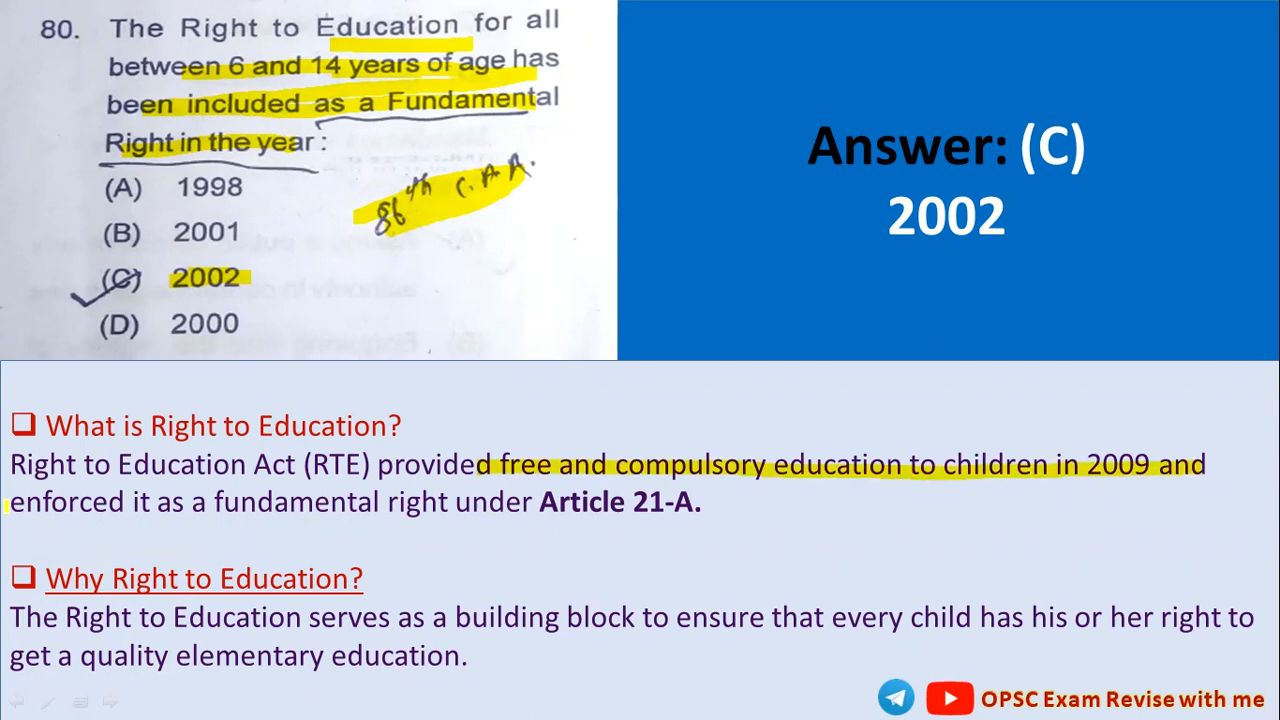 80. The Right to Education for all
between 6 and 14 years of age has
been included as a Fundamental
Right in the year :
(A) 1998
(B) 2001
(C) 2002
(D) 2000
86th C.A.A.
Answer: (C)
2002
❑ What is Right to Education?
Right to Education Act (RTE) provided free and compulsory education to children in 2009 and
enforced it as a fundamental right under Article 21-A.
❑ Why Right to Education?
The Right to Education serves as a building block to ensure that every child has his or her right to
get a quality elementary education.
OPSC Exam Revise with me